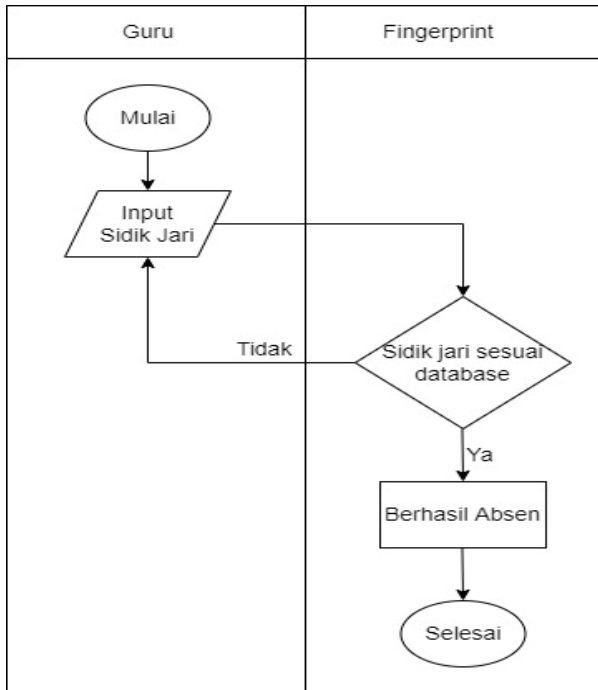 Guru
Fingerprint
Mulai
Input
Sidik Jari
Tidak
Sidik jari sesuai
database
Ya
Berhasil Absen
Selesai